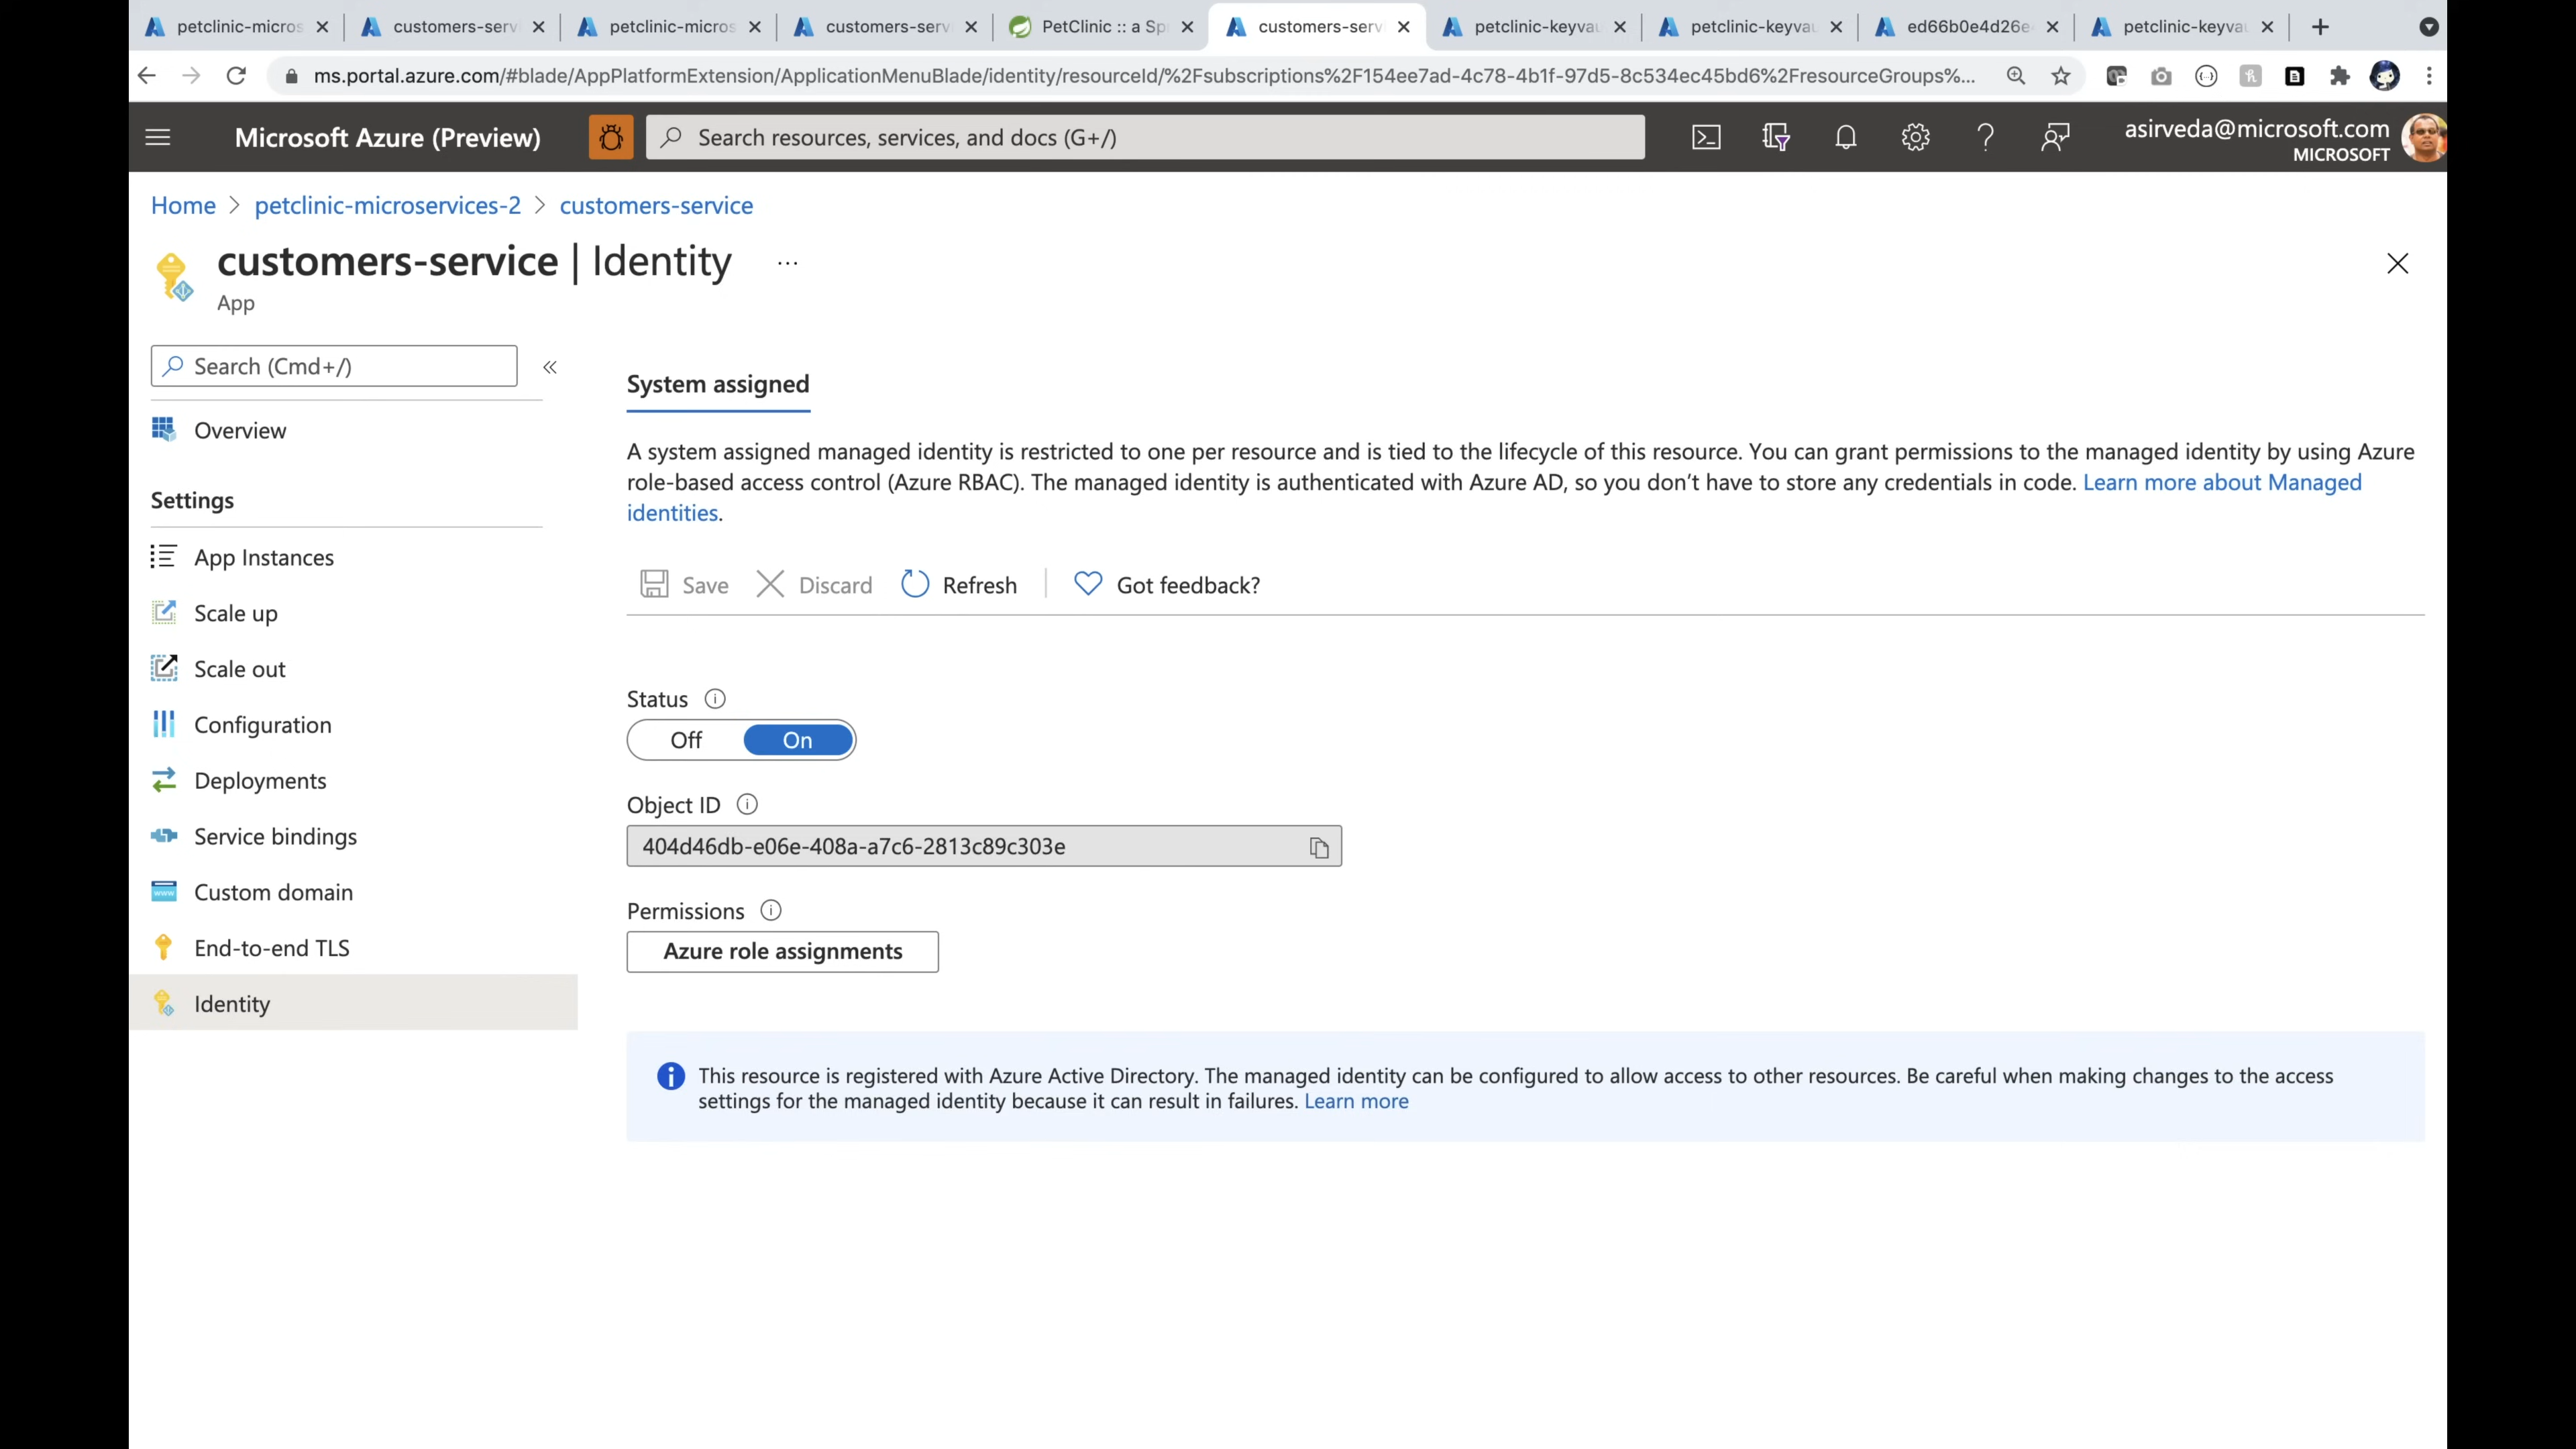 petclinic-micros
customers-serv
petclinic-micros
customers-serv
PetClinic :: a Sp
customers-serv
petclinic-keyvau
petclinic-keyvau
ed66b0e4d26e
petclinic-keyvau
ms.portal.azure.com/#blade/AppPlatformExtension/ApplicationMenuBlade/identity/resourceId/%2Fsubscriptions%2F154ee7ad-4c78-4b1f-97d5-8c534ec45bd6%2FresourceGroups%...
Microsoft Azure (Preview)
Search resources, services, and docs (G+/)
asirveda@microsoft.com
MICROSOFT
Home > petclinic-microservices-2 > customers-service
customers-service | Identity ...
App
Search (Cmd+/)
Overview
Settings
App Instances
Scale up
Scale out
Configuration
Deployments
Service bindings
Custom domain
End-to-end TLS
Identity
System assigned
A system assigned managed identity is restricted to one per resource and is tied to the lifecycle of this resource. You can grant permissions to the managed identity by using Azure
role-based access control (Azure RBAC). The managed identity is authenticated with Azure AD, so you don’t have to store any credentials in code. Learn more about Managed
identities.
Save Discard Refresh Got feedback?
Status
Off On
Object ID
404d46db-e06e-408a-a7c6-2813c89c303e
Permissions
Azure role assignments
This resource is registered with Azure Active Directory. The managed identity can be configured to allow access to other resources. Be careful when making changes to the access
settings for the managed identity because it can result in failures. Learn more